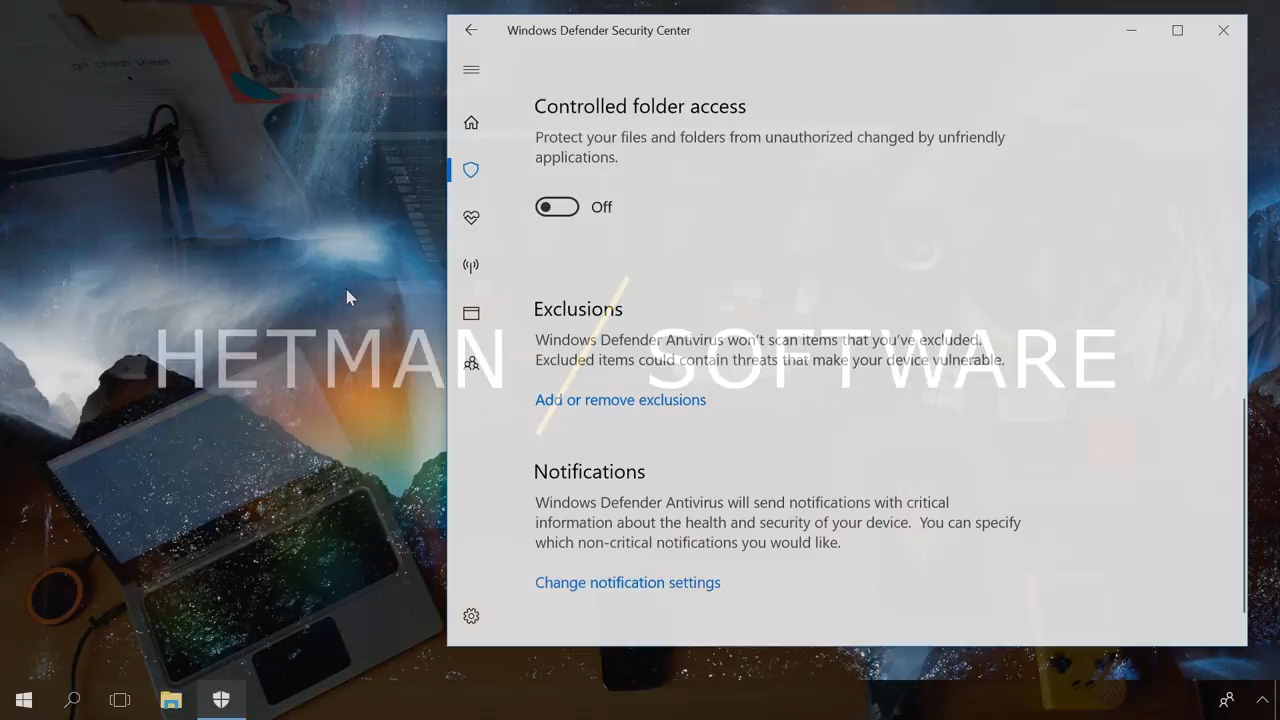 git cheat sheet
Windows Defender Security Center
Controlled folder access
Protect your files and folders from unauthorized changed by unfriendly
applications.
Off
Exclusions
Windows Defender Antivirus won't scan items that you've excluded.
Excluded items could contain threats that make your device vulnerable.
HETMAN / SOFTWARE
Add or remove exclusions
Notifications
Windows Defender Antivirus will send notifications with critical
information about the health and security of your device. You can specify
which non-critical notifications you would like.
Change notification settings